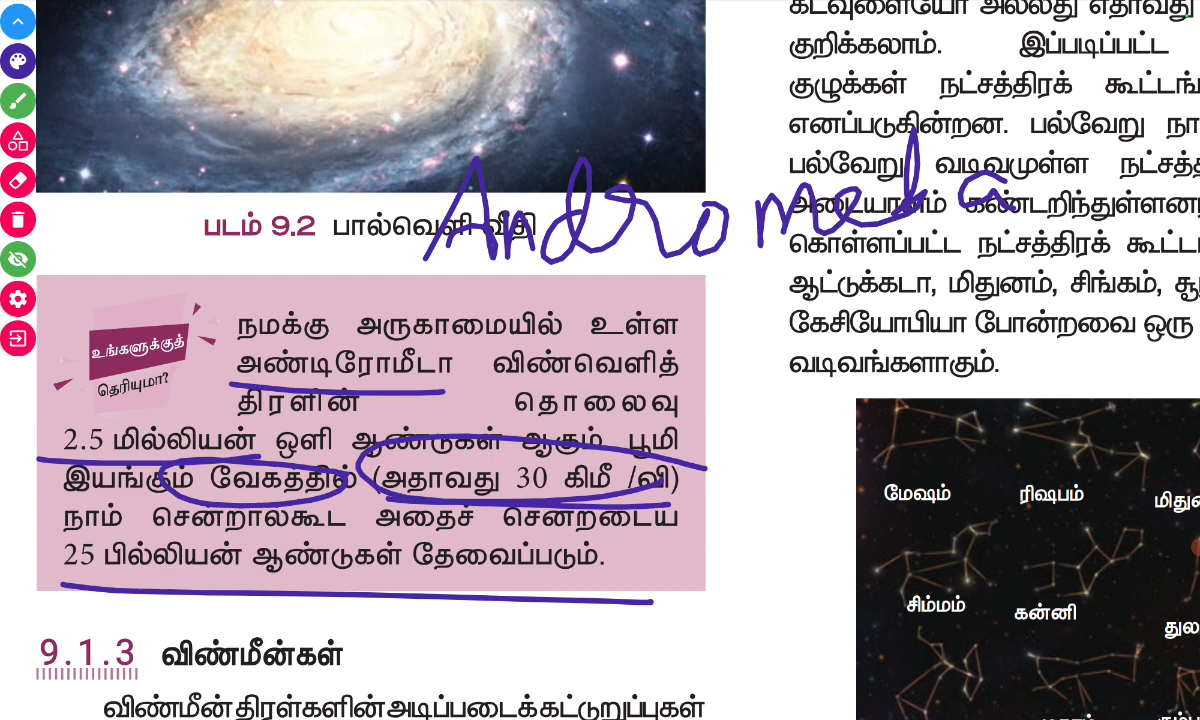 படம் 9.2 பால்வெளி வீதி
Andromeda
உங்களுக்குத்
தெரியுமா?
நமக்கு அருகாமையில் உள்ள
அண்டிரோமீடா விண்வெளித்
திரளின் தொலைவு
2.5 மில்லியன் ஒளி ஆண்டுகள் ஆகும் பூமி
இயங்கும் வேகத்தில் (அதாவது 30 கிமீ /வி)
நாம் சென்றாலகூட அதைச் சென்றடைய
25 பில்லியன் ஆண்டுகள் தேவைப்படும்.
9.1.3 விண்மீன்கள்
விண்மீன் திரள்களின் அடிப்படைக் கட்டுறுப்புகள்
கடவுளையோ அல்லது ஏதாவது
குறிக்கலாம். இப்படிப்பட்ட
குழுக்கள் நட்சத்திரக்
எனப்படுகின்றன. பல்வேறு
பல்வேறு வடிவமுள்ள
கொள்ளப்பட்ட நட்சத்திரக்
ஆட்டுக்கடா, மிதுனம், சிங்கம்,
கேசியோபியா போன்றவை ஒரு
வடிவங்களாகும்.
மேஷம் ரிஷபம்
சிம்மம் கன்னி